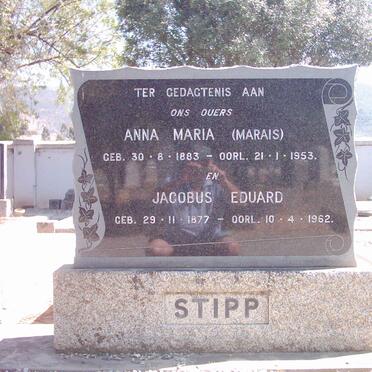 TER GEDAGTENIS AAN
ONS OUERS
ANNA MARIA (MARAIS)
GEB. 30 - 8 - 1883 - OORL. 21 - 1 - 1953.
EN
JACOBUS EDUARD
GEB. 29 - 11 - 1877 - OORL. 10 - 4 - 1962.
STIPP